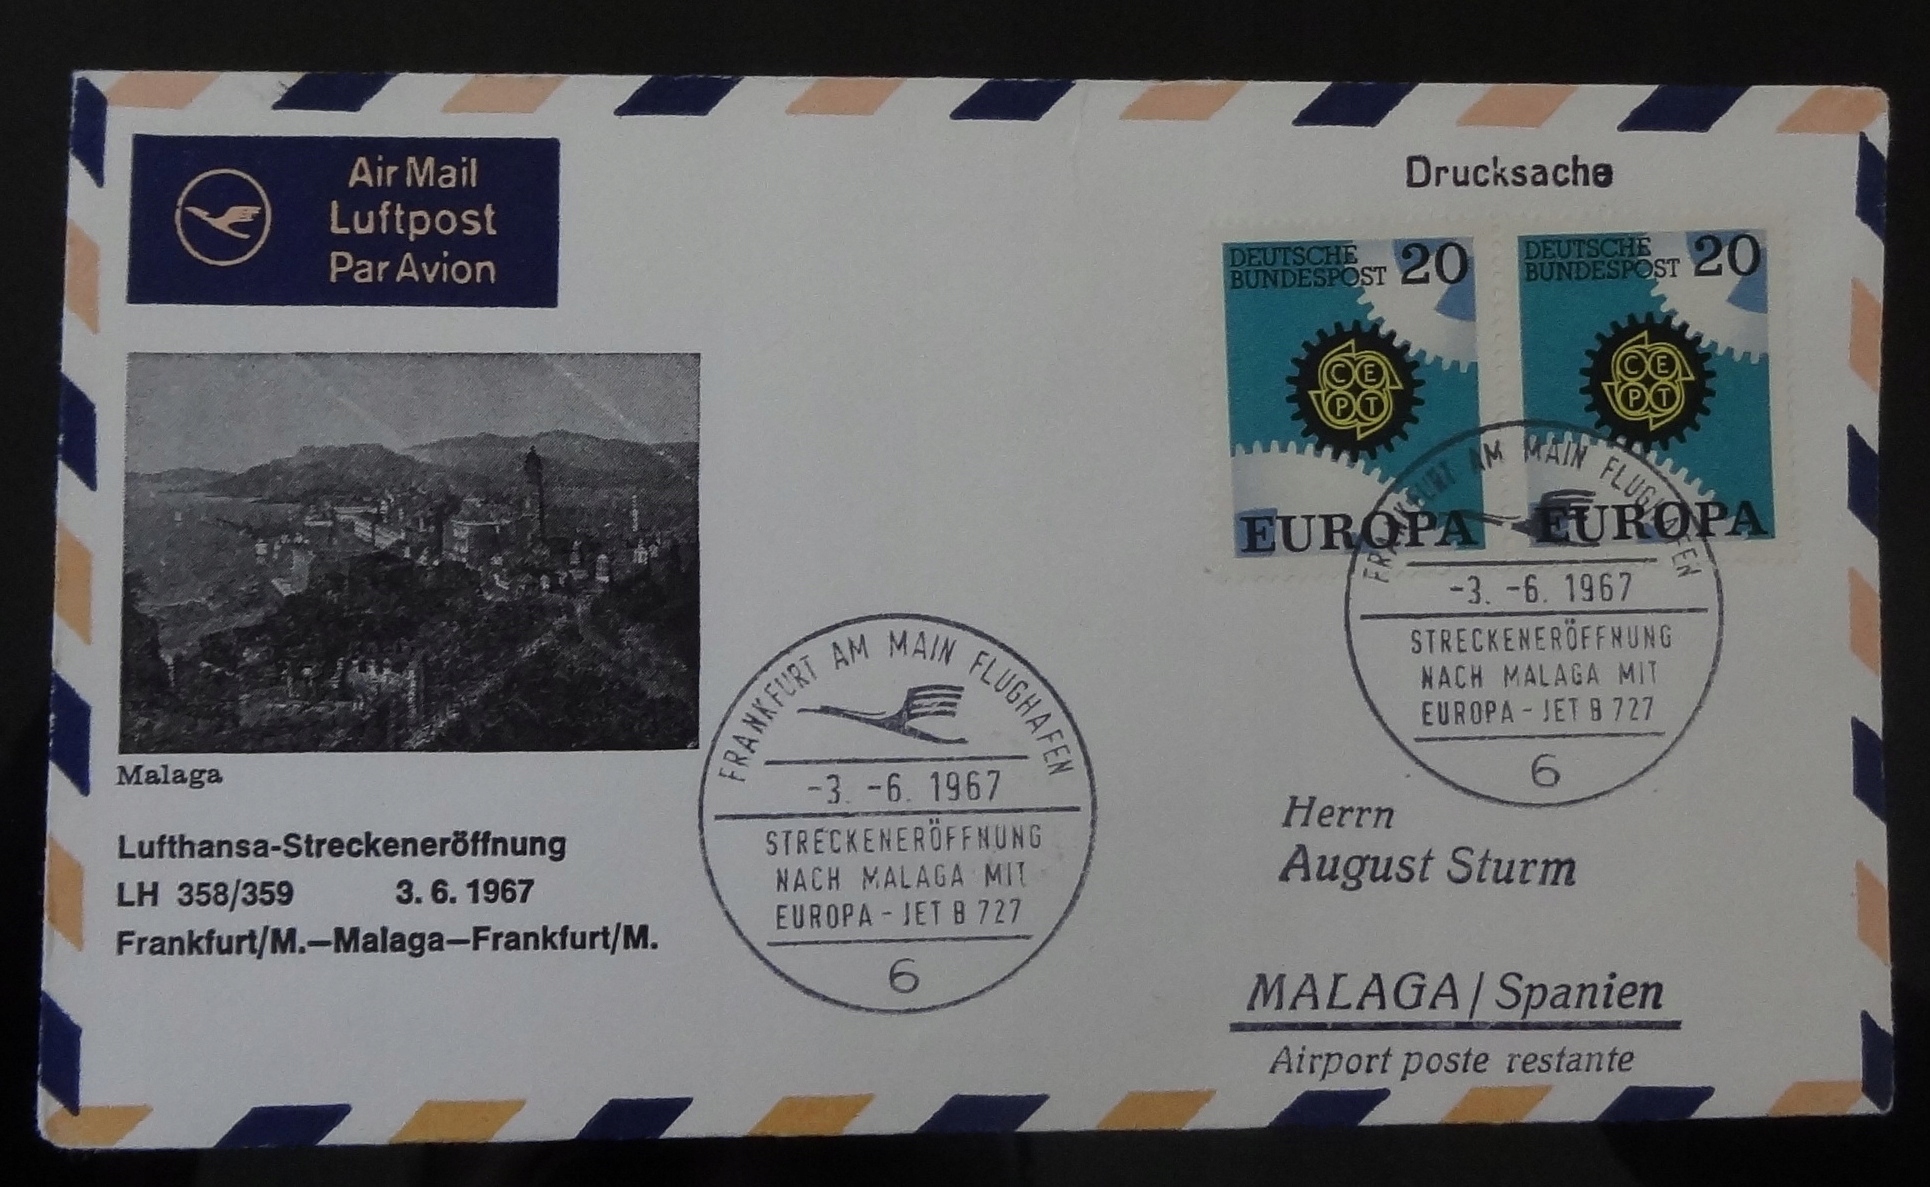 Air Mail
Luftpost
Par Avion
Drucksache
DEUTSCHE
BUNDESPOST 20
CEPT
EUROPA
DEUTSCHE
BUNDESPOST 20
CEPT
EUROPA
FRANKFURT AM MAIN FLUGHAFEN
-3. -6. 1967
STRECKENERÖFFNUNG
NACH MALAGA MIT
EUROPA - JET B 727
6
Malaga
Lufthansa-Streckeneröffnung
LH 358/359 3. 6. 1967
Frankfurt/M.–Malaga–Frankfurt/M.
FRANKFURT AM MAIN FLUGHAFEN
-3. -6. 1967
STRECKENERÖFFNUNG
NACH MALAGA MIT
EUROPA - JET B 727
6
Herrn
August Sturm
MALAGA / Spanien
Airport poste restante